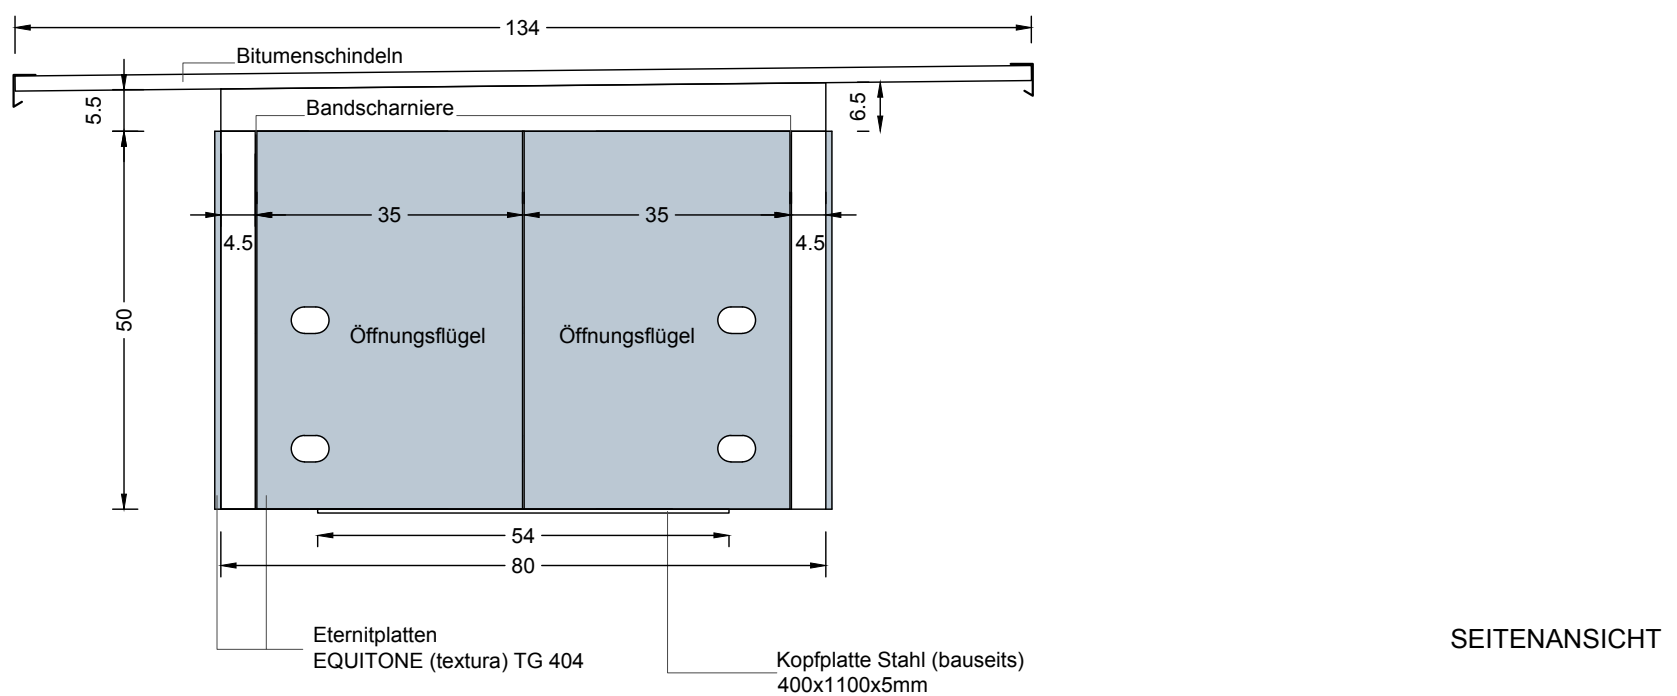 134
Bitumenschindeln
5.5
Bandscharniere
6.5
35
35
4.5
4.5
50
Öffnungsflügel
Öffnungsflügel
54
80
Eternitplatten
EQUITONE (textura) TG 404
Kopfplatte Stahl (bauseits)
400x1100x5mm
SEITENANSICHT